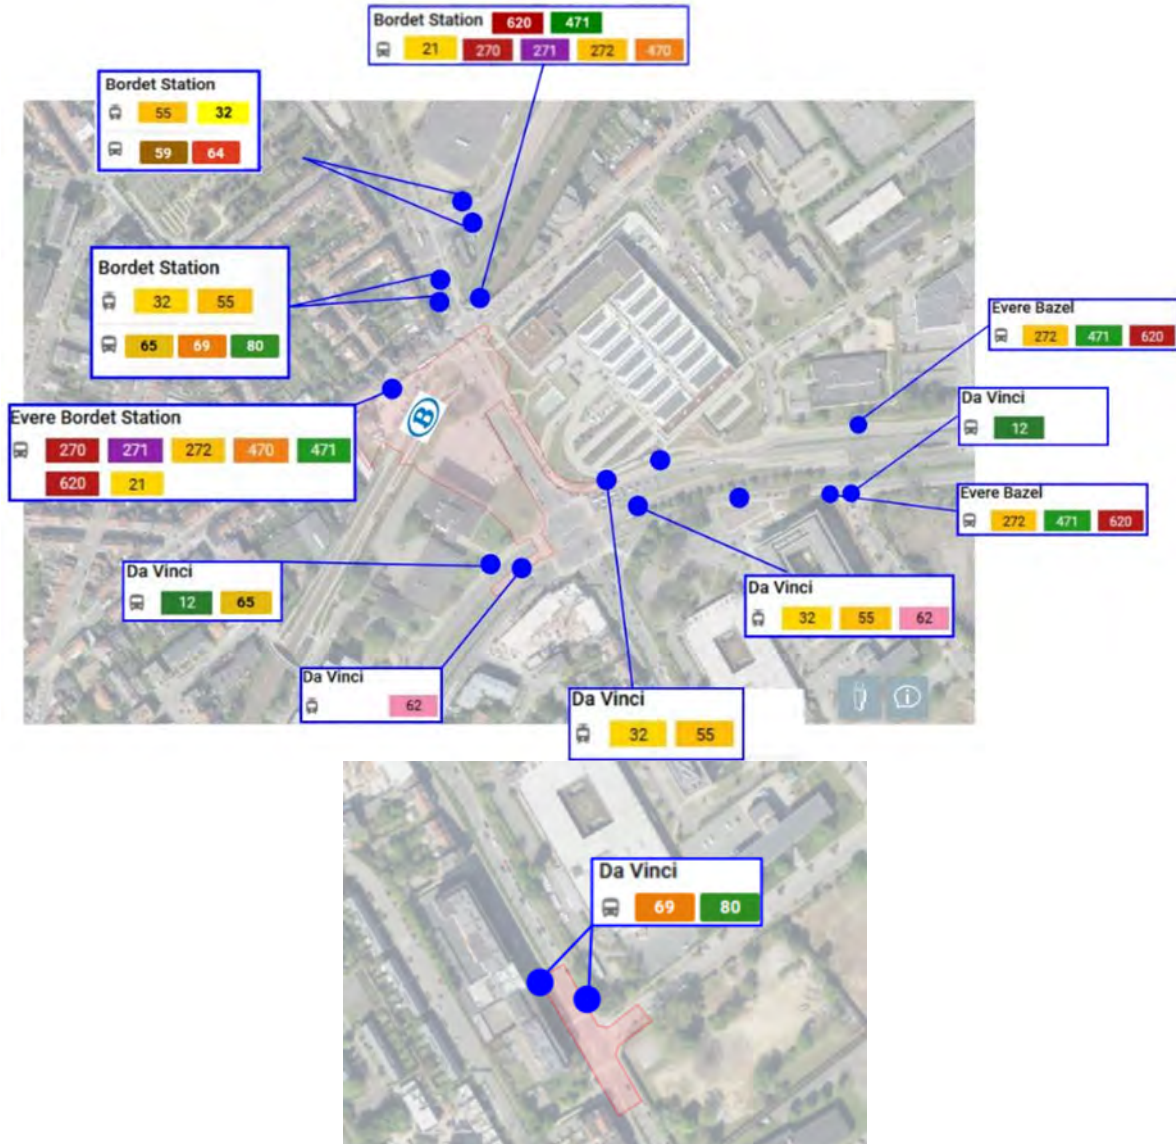 Bordet Station 620 471
21 270 271 272 470
Bordet Station
55 32
59 64
Bordet Station
32 55
65 69 80
Evere Bazel
272 471 620
Da Vinci
12
Evere Bordet Station
270 271 272 470 471
620 21
B
Evere Bazel
272 471 620
Da Vinci
12 65
Da Vinci
32 55 62
Da Vinci
62
Da Vinci
32 55
Da Vinci
69 80